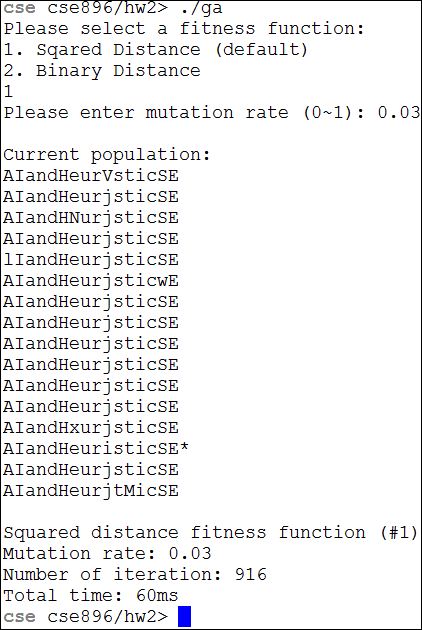 cse cse896/hw2> ./ga
Please select a fitness function:
1. Sqared Distance (default)
2. Binary Distance
1
Please enter mutation rate (0~1): 0.03
Current population:
AIandHeurVsticSE
AIandHeurjsticSE
AIandHNurjsticSE
AIandHeurjsticSE
lIandHeurjsticSE
AIandHeurjsticwE
AIandHeurjsticSE
AIandHeurjsticSE
AIandHeurjsticSE
AIandHeurjsticSE
AIandHeurjsticSE
AIandHeurjsticSE
AIandHxurjsticSE
AIandHeuristicSE*
AIandHeurjsticSE
AIandHeurjtMicSE
Squared distance fitness function (#1)
Mutation rate: 0.03
Number of iteration: 916
Total time: 60ms
cse cse896/hw2>